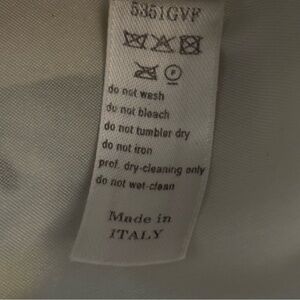 5351GVF
P
do not wash
do not bleach
do not tumbler dry
do not iron
pref. dry-cleaning only
do not wet-clean
Made in
ITALY